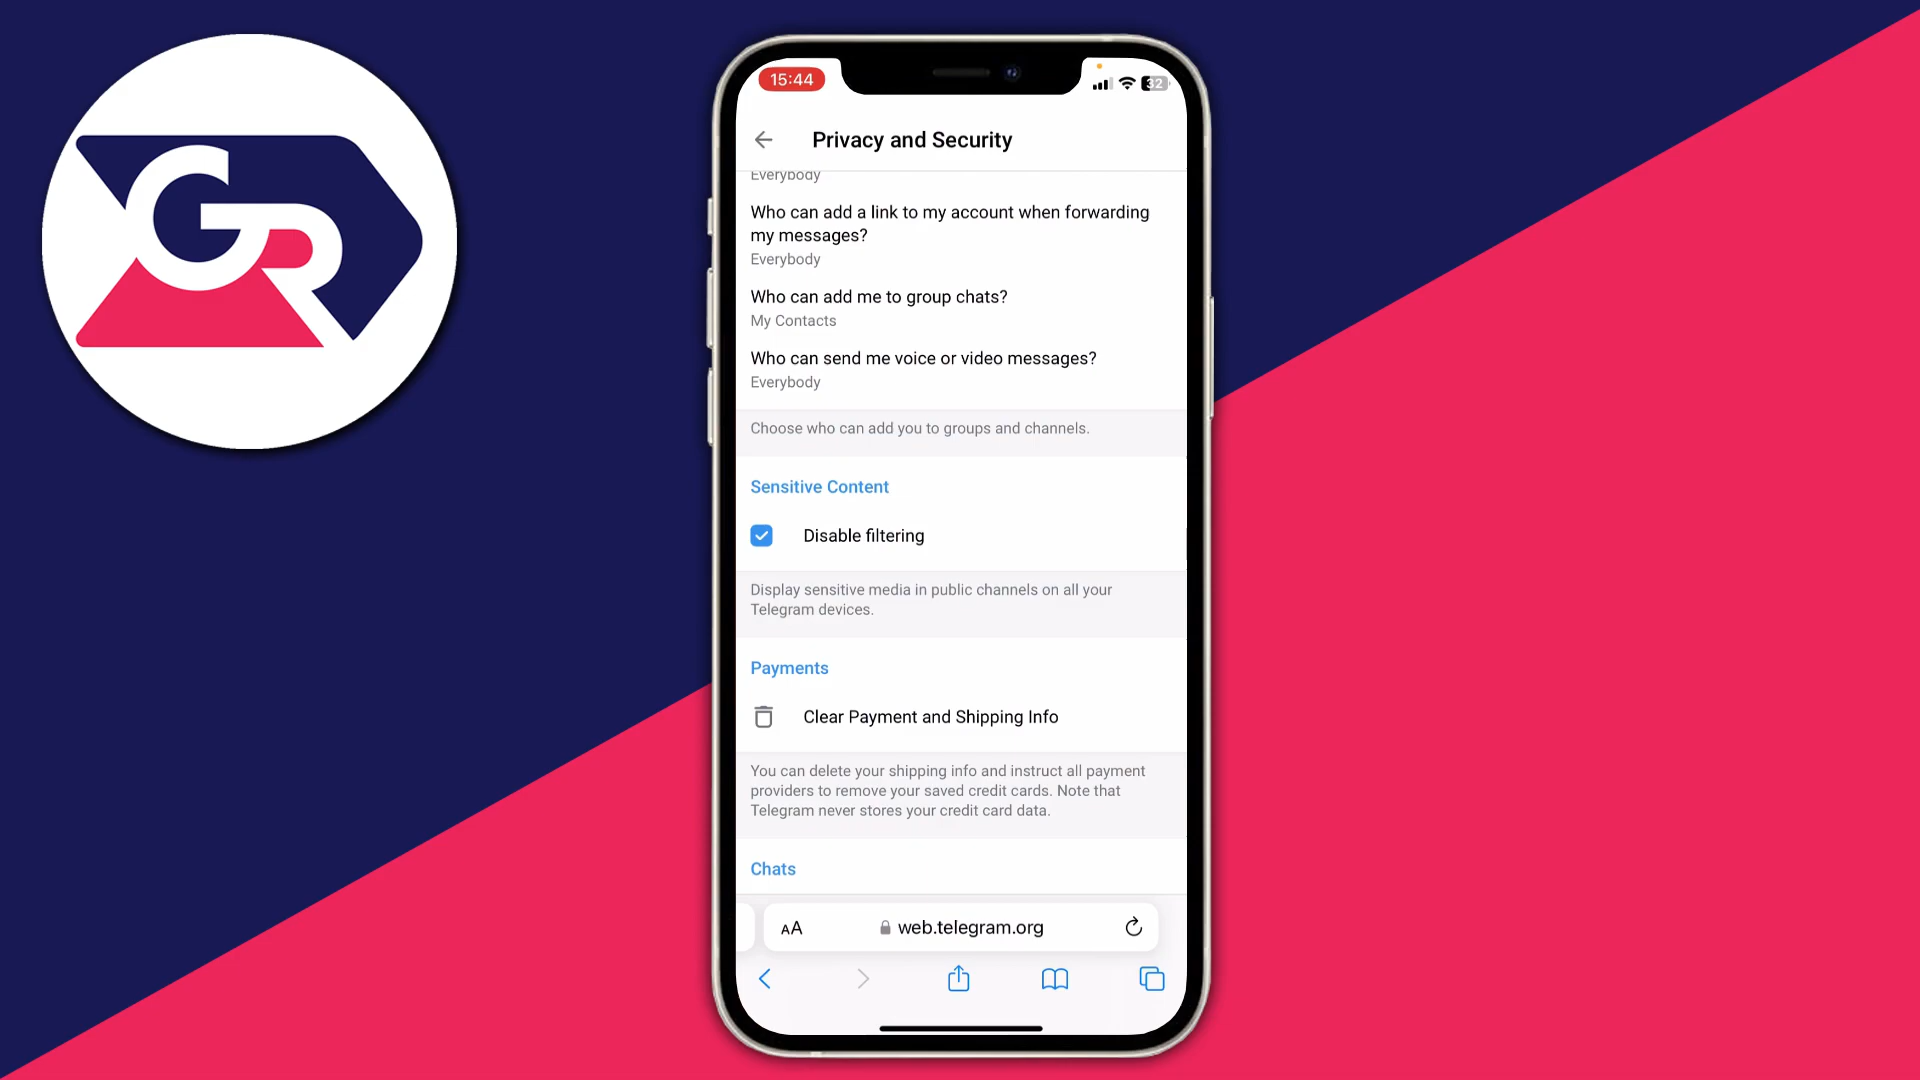 GR
15:44
32
Privacy and Security
Everybody
Who can add a link to my account when forwarding
my messages?
Everybody
Who can add me to group chats?
My Contacts
Who can send me voice or video messages?
Everybody
Choose who can add you to groups and channels.
Sensitive Content
Disable filtering
Display sensitive media in public channels on all your
Telegram devices.
Payments
Clear Payment and Shipping Info
You can delete your shipping info and instruct all payment
providers to remove your saved credit cards. Note that
Telegram never stores your credit card data.
Chats
AA web.telegram.org